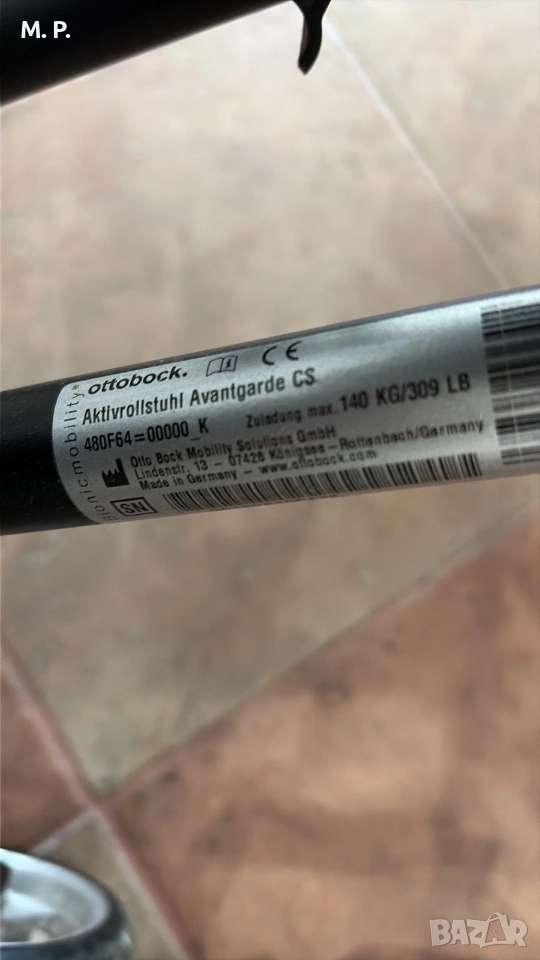 M. P.
ottobock. CE
Aktivrollstuhl Avantgarde CS
480F64=00000_K Zuladung max. 140 KG/309 LB
Otto Bock Mobility Solutions GmbH
Lindenstr. 13 - 07426 Königsee-Rottenbach/Germany
Made in Germany - www.ottobock.com
SN
bionicmobility®
BAZAR